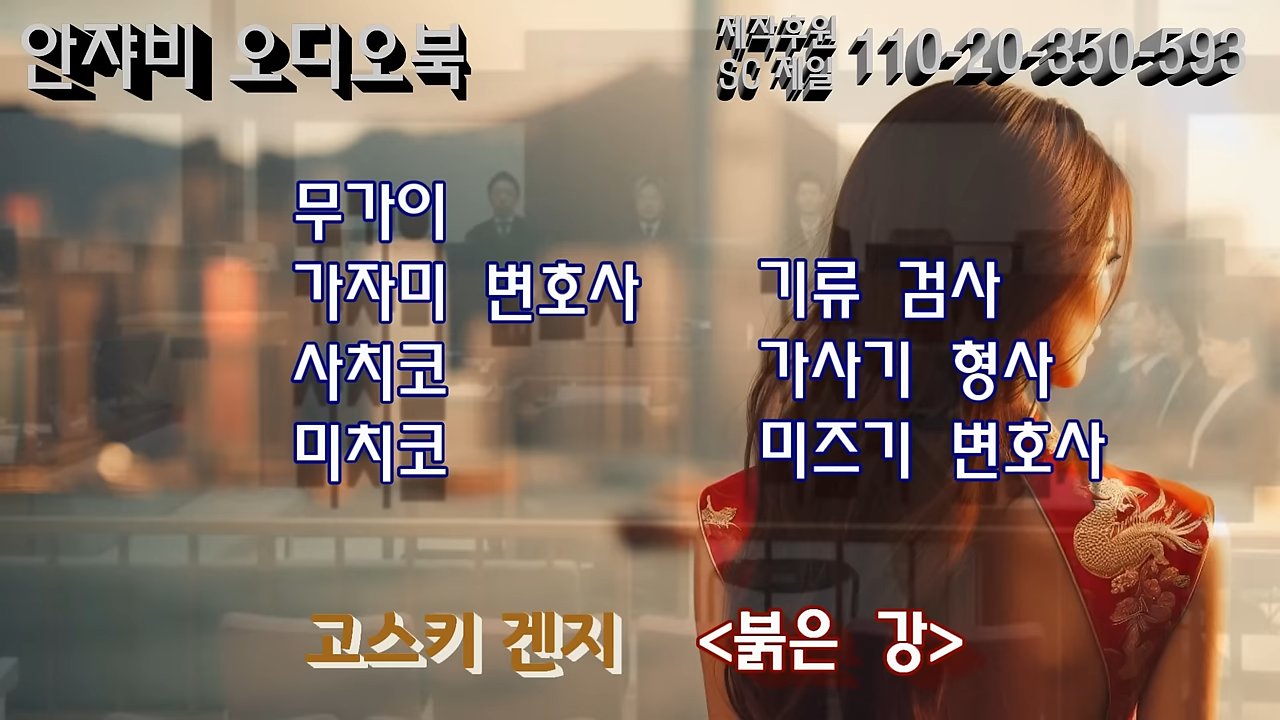 안쟈비 오디오북
제작후원
SC 제일 110-20-350-593
무가이
가자미 변호사 기류 검사
사치코 가사기 형사
미치코 미즈기 변호사
고스키 겐지 <붉은 강>